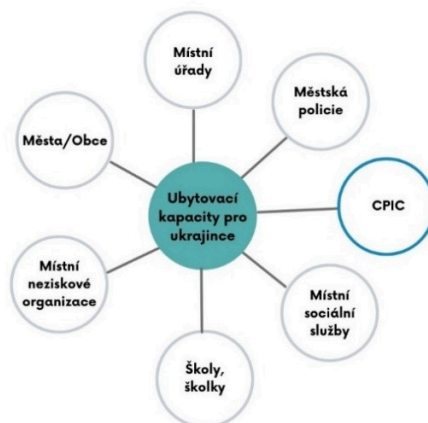 Místní
úřady
Městská
policie
Města/Obce
Ubytovací
kapacity pro
ukrajince
CPIC
Místní
neziskové
organizace
Místní
sociální
služby
Školy,
školky